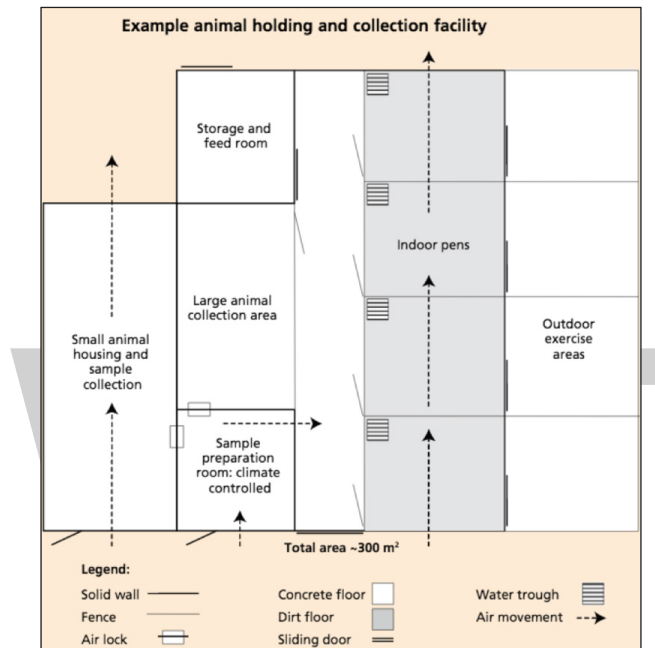 Example animal holding and collection facility
Storage and
feed room
Indoor pens
Large animal
collection area
Small animal
housing and
sample
collection
Outdoor
exercise
areas
Sample
preparation
room: climate
controlled
Total area ~300 m²
Legend:
Solid wall
Fence
Air lock
Concrete floor
Dirt floor
Sliding door
Water trough
Air movement